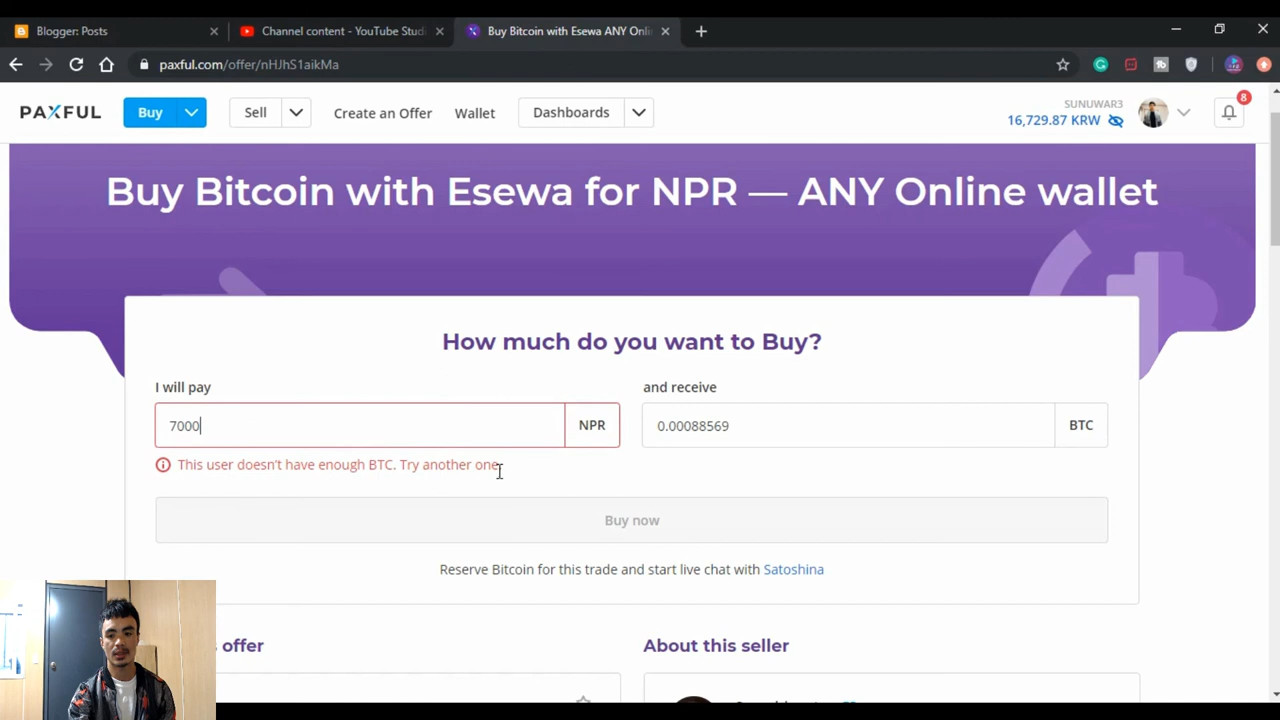 Blogger: Posts
Channel content - YouTube Studi
Buy Bitcoin with Esewa ANY Onlin
paxful.com/offer/nHJhS1aikMa
PAXFUL
Buy
Sell
Create an Offer
Wallet
Dashboards
SUNUWAR3
16,729.87 KRW
8
Buy Bitcoin with Esewa for NPR — ANY Online wallet
How much do you want to Buy?
I will pay
and receive
7000
NPR
0.00088569
BTC
This user doesn't have enough BTC. Try another one.
Buy now
Reserve Bitcoin for this trade and start live chat with Satoshina
offer
About this seller